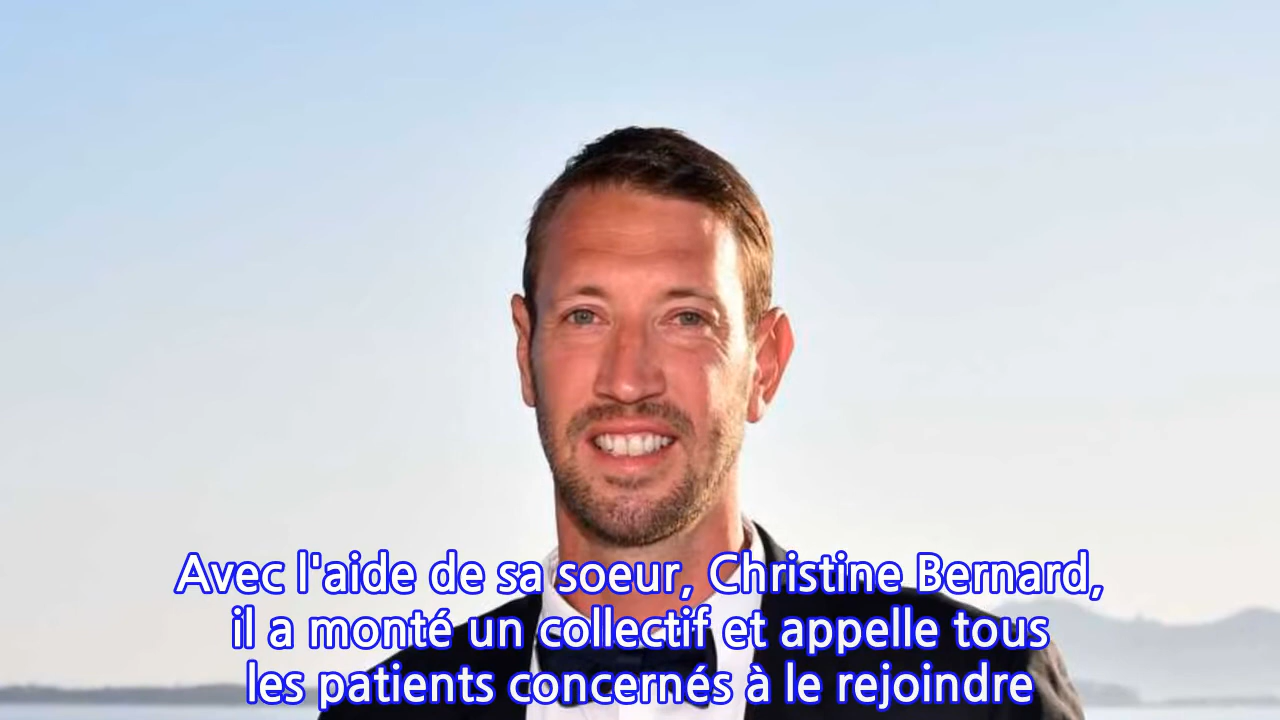 Avec l'aide de sa soeur, Christine Bernard,
il a monté un collectif et appelle tous
les patients concernés à le rejoindre